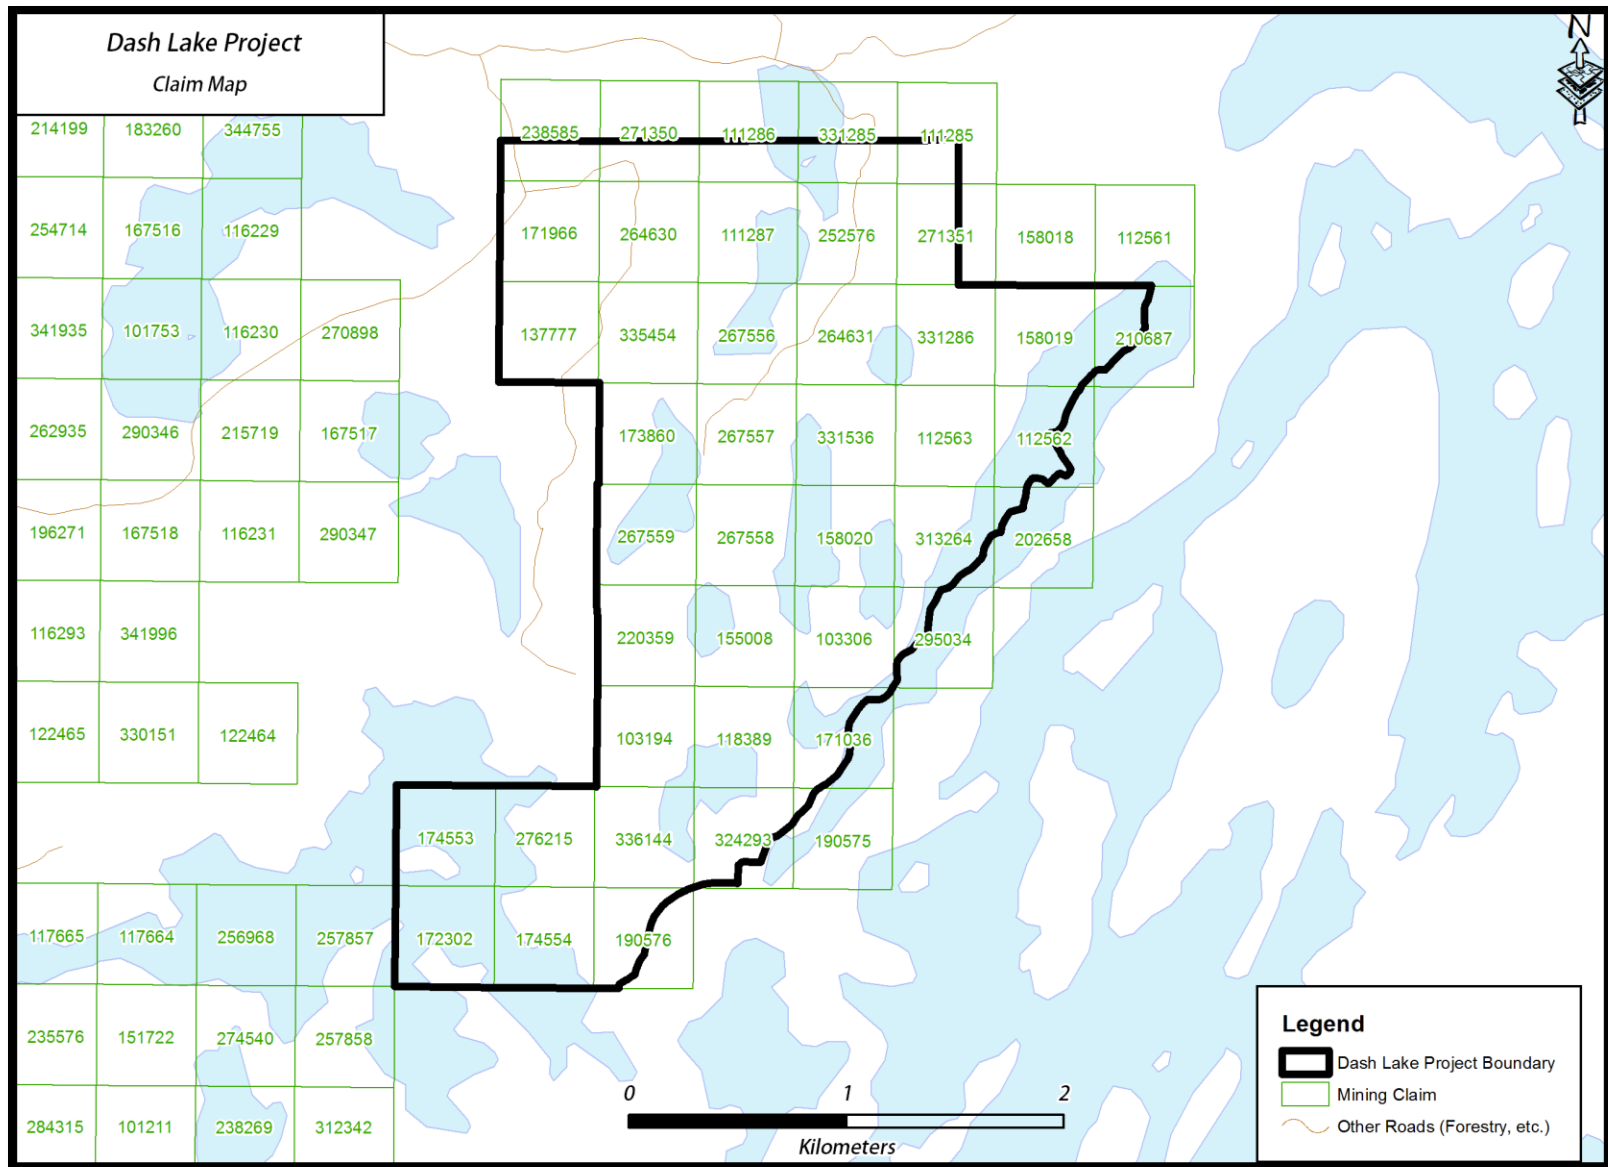 Dash Lake Project
Claim Map
N
214199 183260 344755 238585 271350 111286 331285 111285
254714 167516 116229 171966 264630 111287 252576 271351 158018 112561
341935 101753 116230 270898 137777 335454 267556 264631 331286 158019 210687
262935 290346 215719 167517 173860 267557 331536 112563 112562
196271 167518 116231 290347 267559 267558 158020 313264 202658
116293 341996 220359 155008 103306 295034
122465 330151 122464 103194 118389 171036
174553 276215 336144 324293 190575
117665 117664 256968 257857 172302 174554 190576
235576 151722 274540 257858
284315 101211 238269 312342
0 1 2
Kilometers
Legend
Dash Lake Project Boundary
Mining Claim
Other Roads (Forestry, etc.)